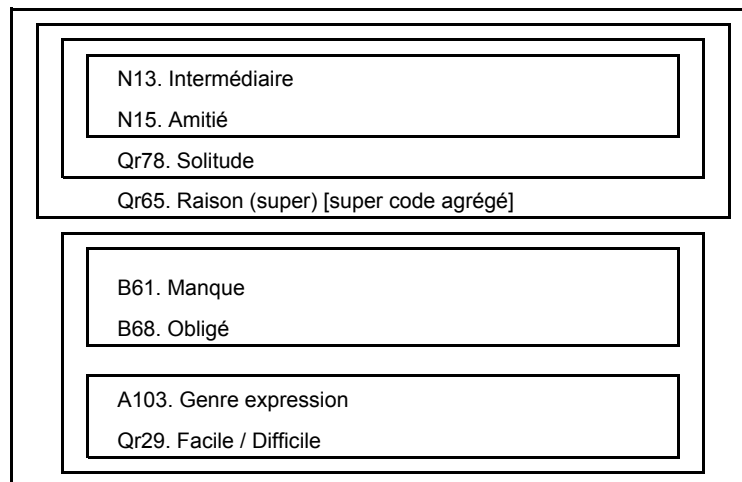 N13. Intermédiaire
N15. Amitié
Qr78. Solitude
Qr65. Raison (super) [super code agrégé]
B61. Manque
B68. Obligé
A103. Genre expression
Qr29. Facile / Difficile